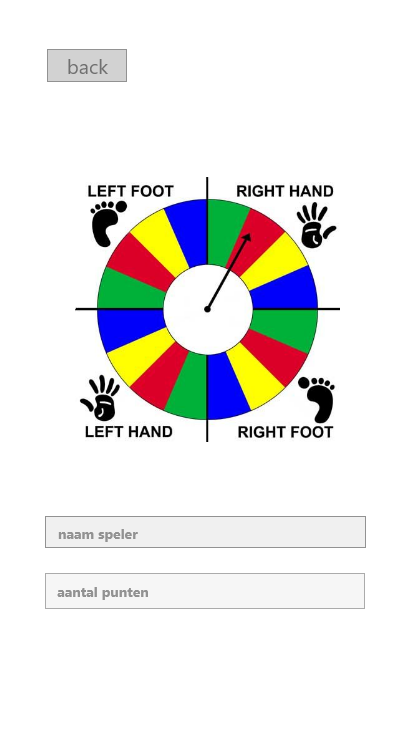 back
LEFT FOOT
RIGHT HAND
LEFT HAND
RIGHT FOOT
naam speler
aantal punten